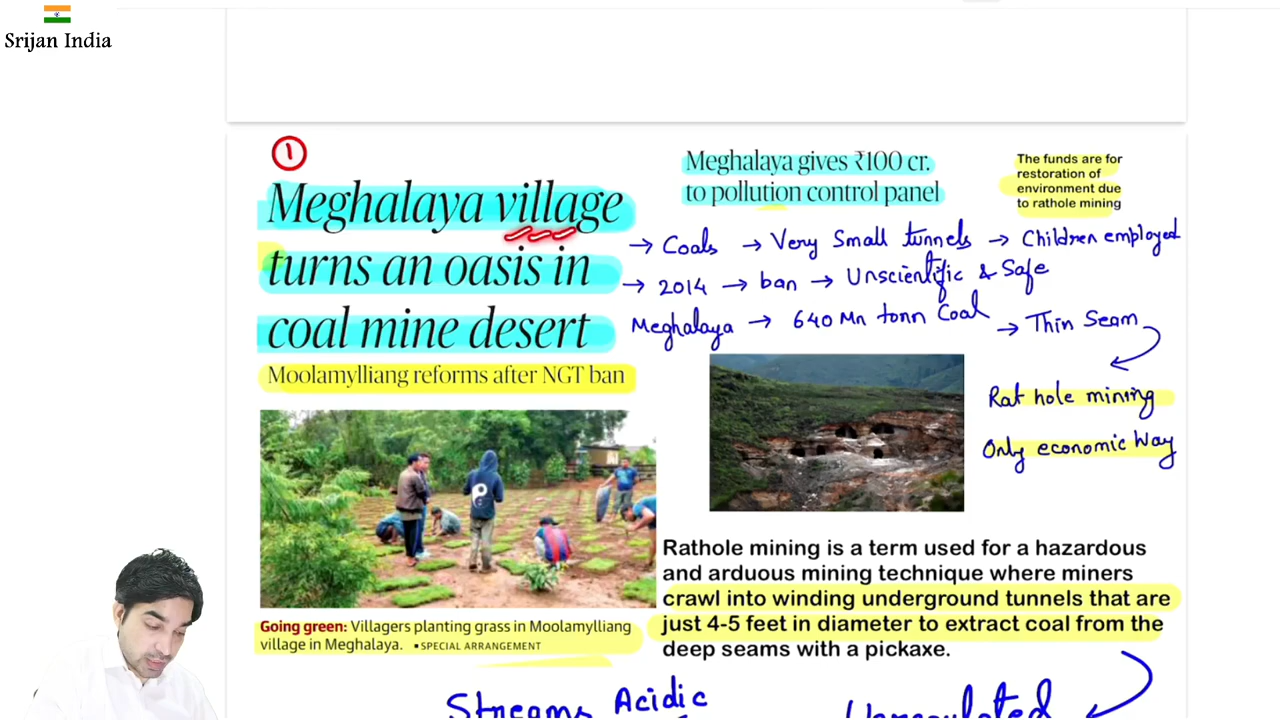 Srijan India
1
Meghalaya village
turns an oasis in
coal mine desert
Moolamylliang reforms after NGT ban
Going green: Villagers planting grass in Moolamylliang
village in Meghalaya. ▪ SPECIAL ARRANGEMENT
Meghalaya gives ₹100 cr.
to pollution control panel
The funds are for
restoration of
environment due
to rathole mining
→ Coals → Very Small tunnels → Children employed
→ 2014 → ban → Unscientific & Safe
Meghalaya → 640 Mn tonn Coal → Thin Seam
Rat hole mining
Only economic Way
Rathole mining is a term used for a hazardous
and arduous mining technique where miners
crawl into winding underground tunnels that are
just 4-5 feet in diameter to extract coal from the
deep seams with a pickaxe.
Streams Acidic
Unregulated